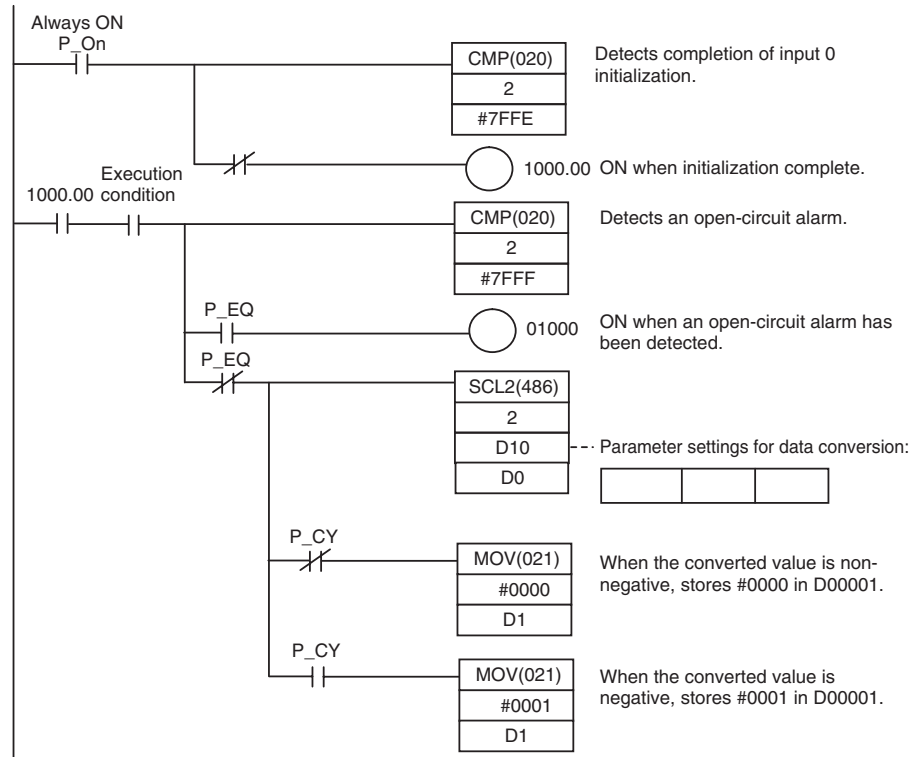 Always ON
P_On
CMP(020)
2
#7FFE
Detects completion of input 0
initialization.
1000.00
ON when initialization complete.
1000.00
Execution
condition
CMP(020)
2
#7FFF
Detects an open-circuit alarm.
P_EQ
01000
ON when an open-circuit alarm has
been detected.
P_EQ
SCL2(486)
2
D10
D0
Parameter settings for data conversion:
P_CY
MOV(021)
#0000
D1
When the converted value is non-
negative, stores #0000 in D00001.
P_CY
MOV(021)
#0001
D1
When the converted value is
negative, stores #0001 in D00001.